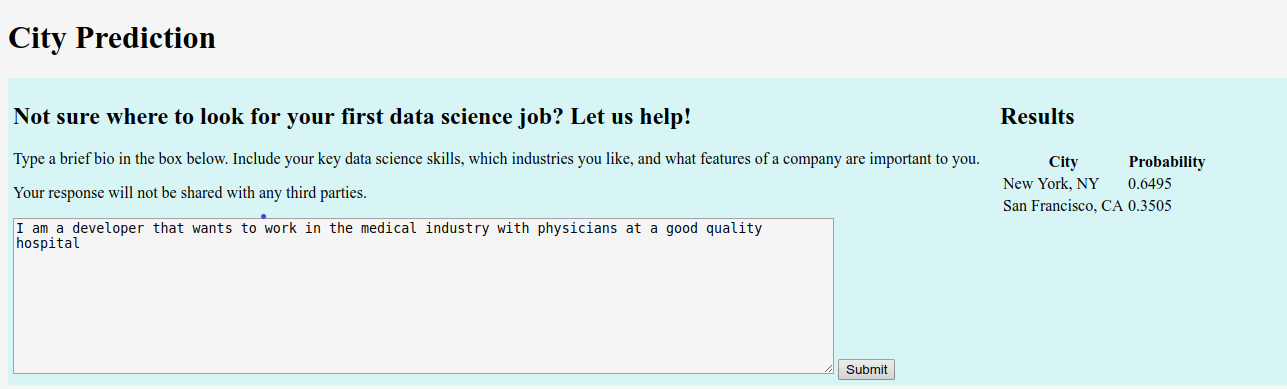 City Prediction
Not sure where to look for your first data science job? Let us help!
Type a brief bio in the box below. Include your key data science skills, which industries you like, and what features of a company are important to you.
Your response will not be shared with any third parties.
I am a developer that wants to work in the medical industry with physicians at a good quality
hospital
Submit
Results
City Probability
New York, NY 0.6495
San Francisco, CA 0.3505